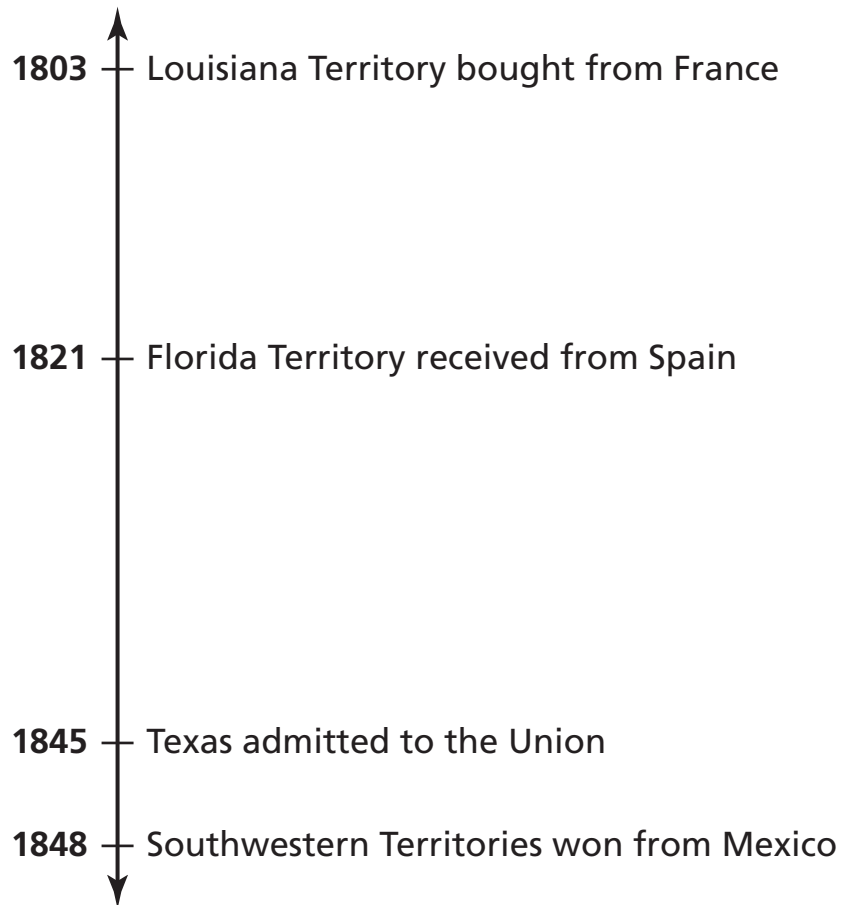 1803 Louisiana Territory bought from France
1821 Florida Territory received from Spain
1845 Texas admitted to the Union
1848 Southwestern Territories won from Mexico